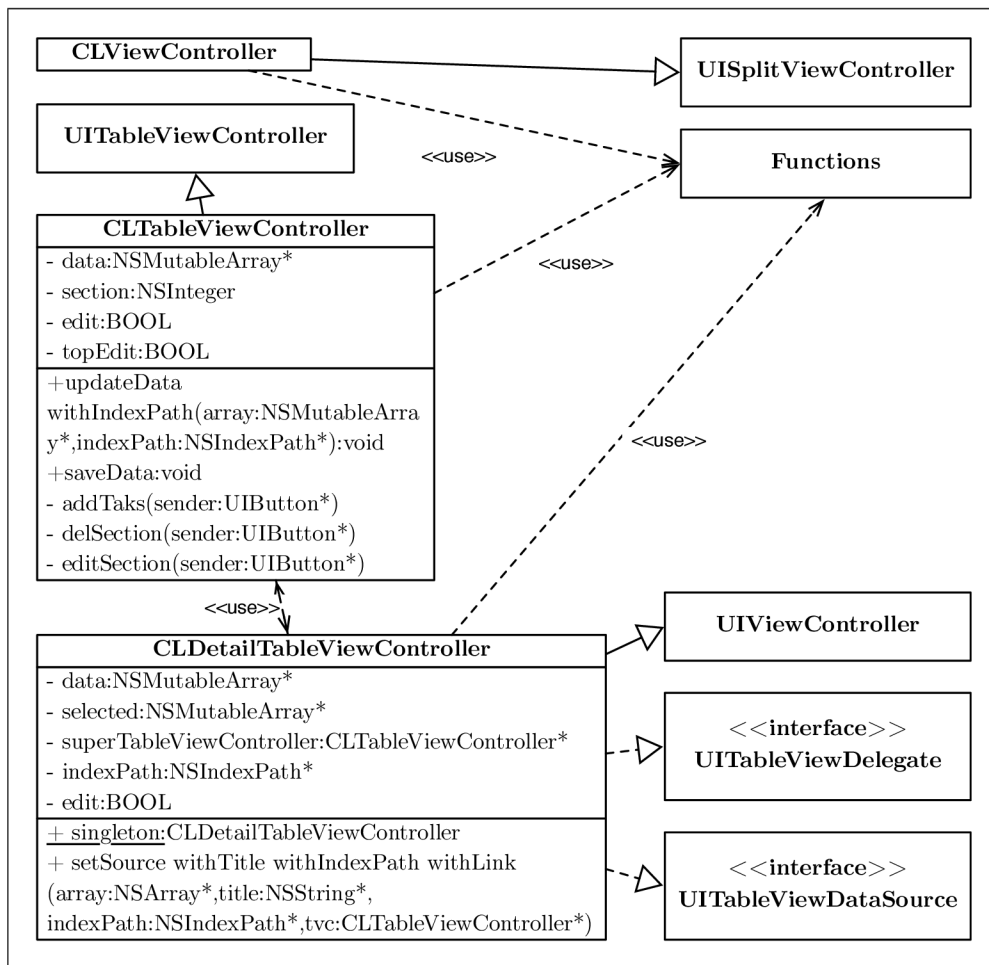 CLViewController
UISplitViewController
UITableViewController
<<use>>
Functions
CLTableViewController
- data:NSMutableArray*
- section:NSInteger
- edit:BOOL
- topEdit:BOOL
<<use>>
+updateData
withIndexPath(array:NSMutableArra
y*,indexPath:NSIndexPath*):void
+saveData:void
- addTaks(sender:UIButton*)
- delSection(sender:UIButton*)
- editSection(sender:UIButton*)
<<use>>
<<use>>
CLDetailTableViewController
- data:NSMutableArray*
- selected:NSMutableArray*
- superTableViewController:CLTableViewController*
- indexPath:NSIndexPath*
- edit:BOOL
+ singleton:CLDetailTableViewController
+ setSource withTitle withIndexPath withLink
(array:NSArray*,title:NSString*,
indexPath:NSIndexPath*,tvc:CLTableViewController*)
UIViewController
<<interface>>
UITableViewDelegate
<<interface>>
UITableViewDataSource